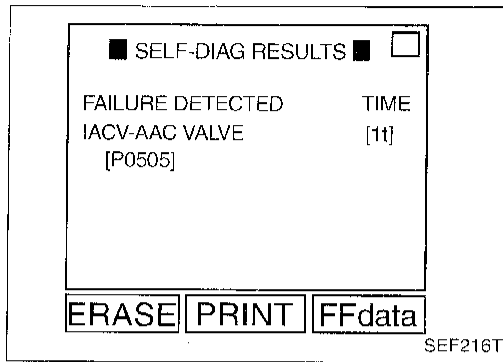 SELF-DIAG RESULTS
FAILURE DETECTED TIME
IACV-AAC VALVE [1t]
[P0505]
ERASE PRINT FFdata
SEF216T